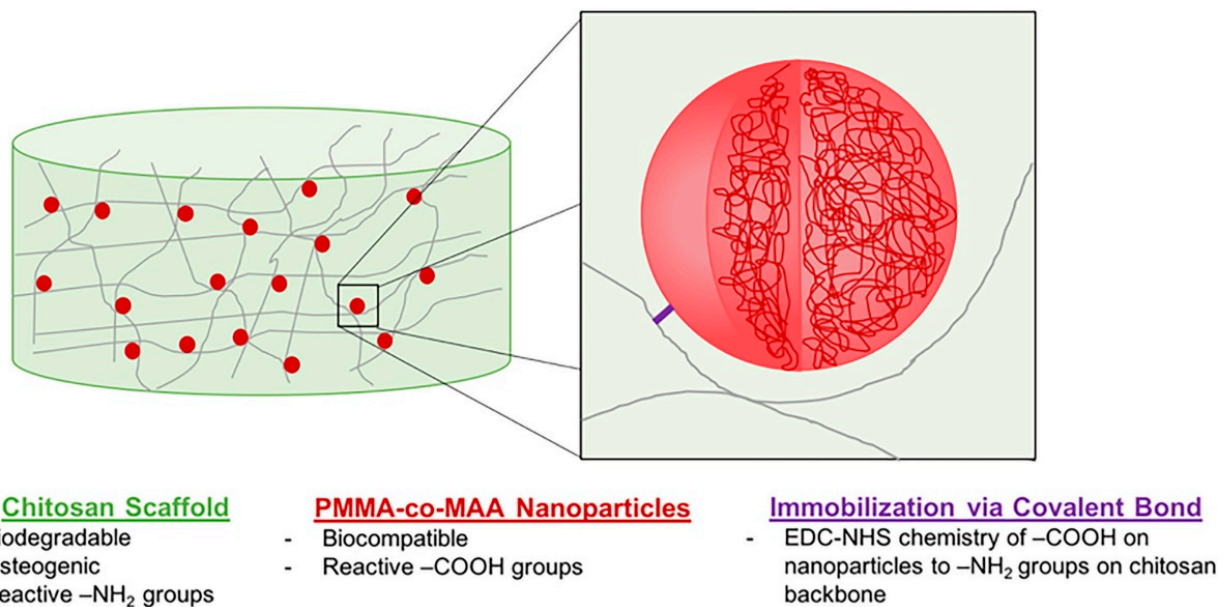 Chitosan Scaffold
iodegradable
steogenic
eactive –NH₂ groups
PMMA-co-MAA Nanoparticles
- Biocompatible
- Reactive –COOH groups
Immobilization via Covalent Bond
- EDC-NHS chemistry of –COOH on
nanoparticles to –NH₂ groups on chitosan
backbone